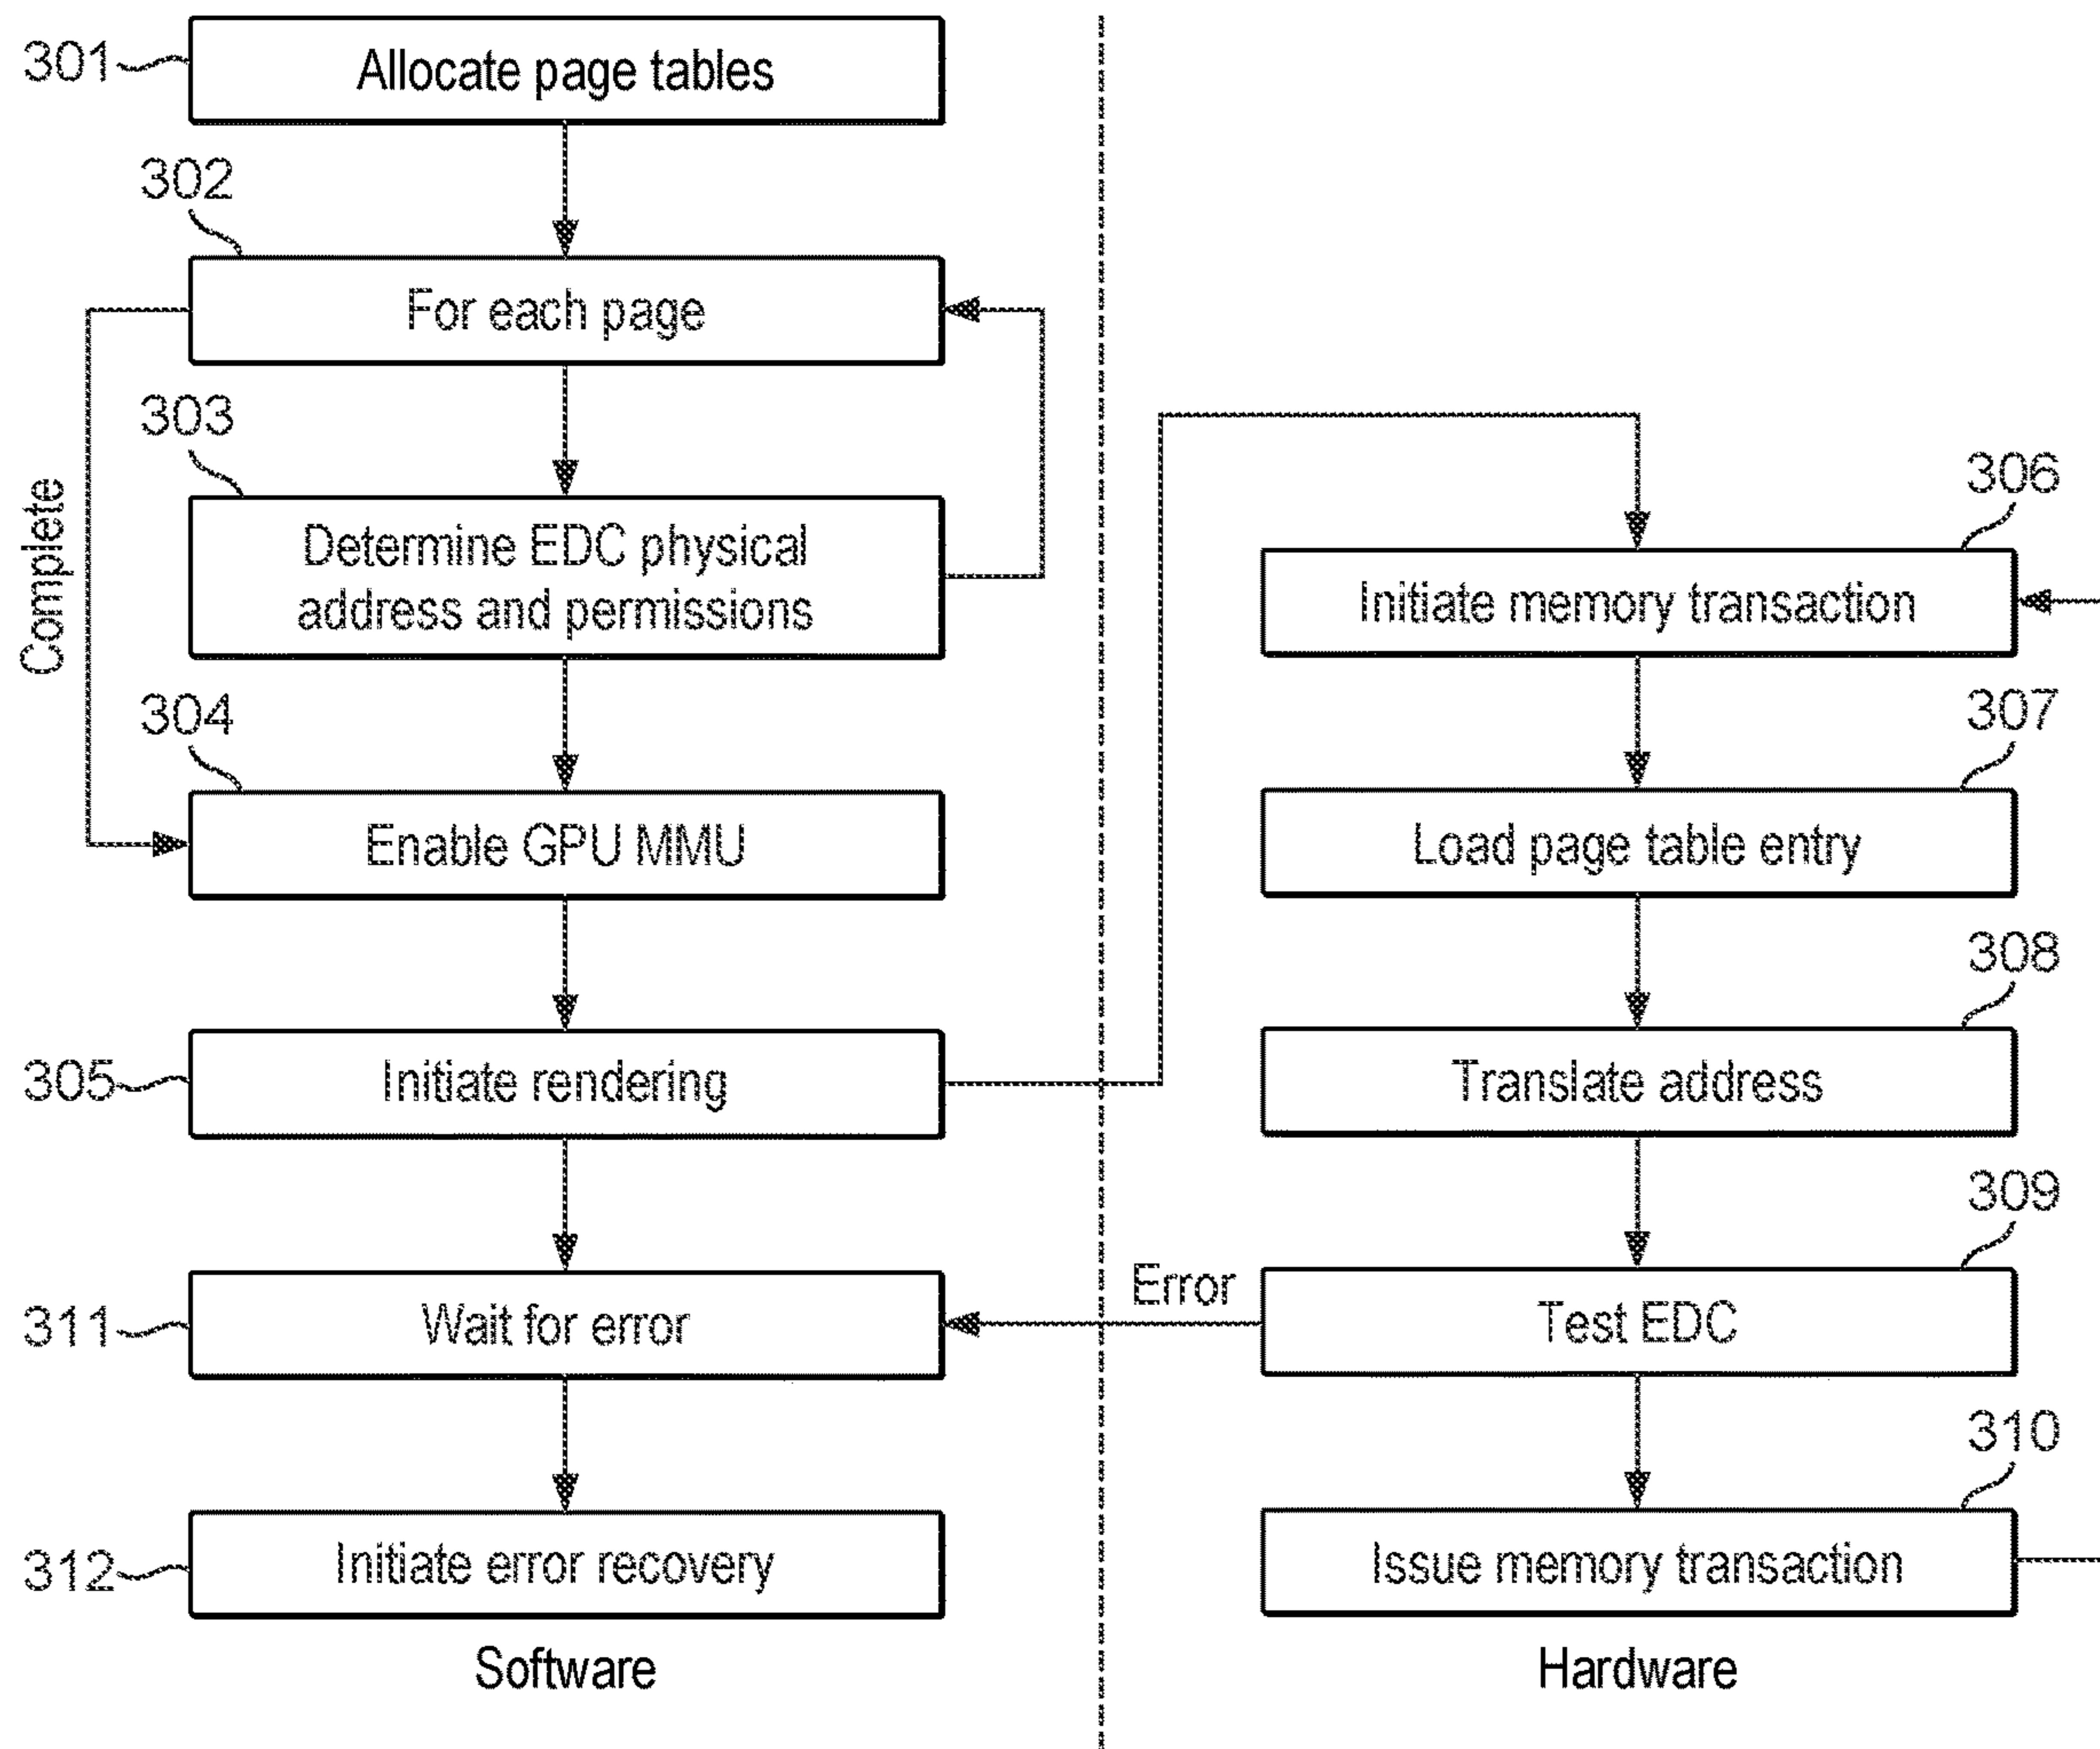 301
Allocate page tables
302
For each page
303
Determine EDC physical
address and permissions
Complete
304
Enable GPU MMU
305
Initiate rendering
311
Wait for error
312
Initiate error recovery
Software
306
Initiate memory transaction
307
Load page table entry
308
Translate address
309
Error
Test EDC
310
Issue memory transaction
Hardware